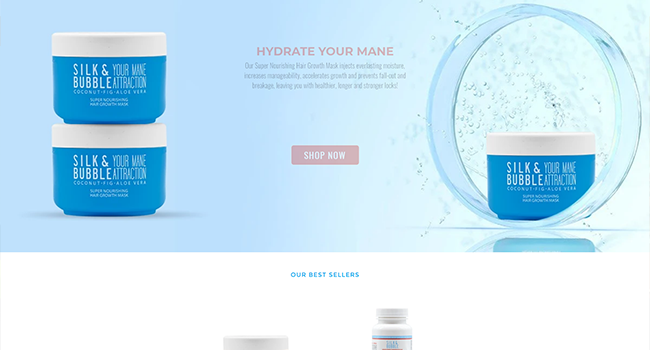 HYDRATE YOUR MANE
Our Super Nourishing Hair Growth Mask injects everlasting moisture,
increases manageability, accelerates growth and prevents fall-out and
breakage, leaving you with healthier, longer and stronger locks!
SHOP NOW
SILK & YOUR MANE
BUBBLE ATTRACTION
COCONUT•FIG•ALOE VERA
SUPER NOURISHING
HAIR GROWTH MASK
SILK & YOUR MANE
BUBBLE ATTRACTION
COCONUT•FIG•ALOE VERA
SUPER NOURISHING
HAIR GROWTH MASK
SILK & YOUR MANE
BUBBLE ATTRACTION
COCONUT•FIG•ALOE VERA
SUPER NOURISHING
HAIR GROWTH MASK
OUR BEST SELLERS